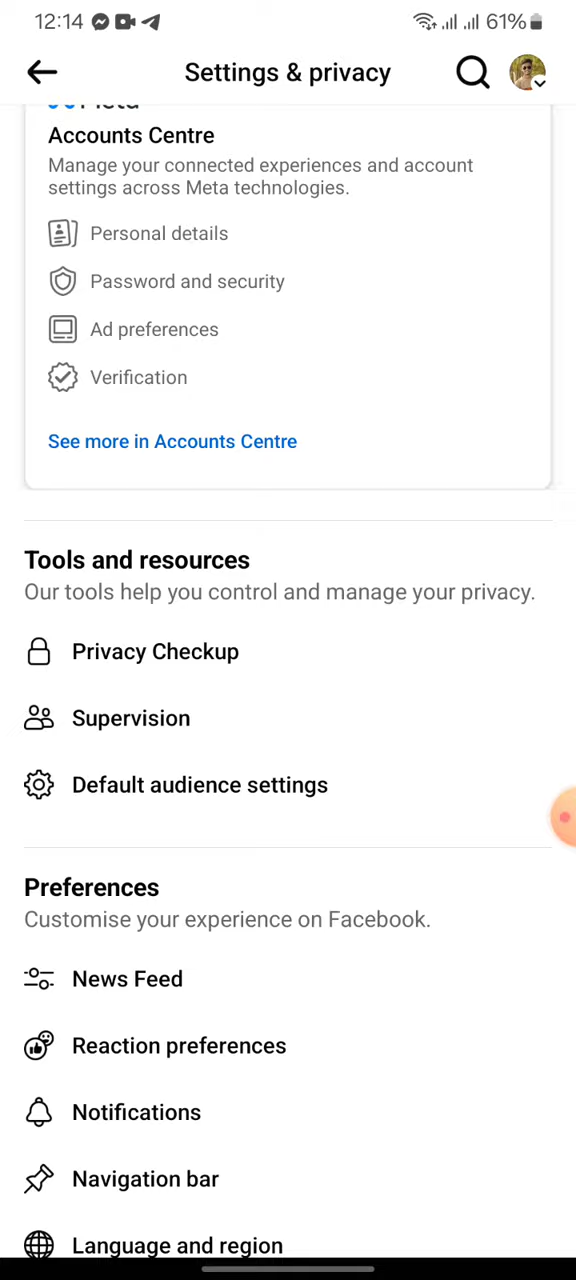 12:14
61%
Settings & privacy
Meta
Accounts Centre
Manage your connected experiences and account
settings across Meta technologies.
Personal details
Password and security
Ad preferences
Verification
See more in Accounts Centre
Tools and resources
Our tools help you control and manage your privacy.
Privacy Checkup
Supervision
Default audience settings
Preferences
Customise your experience on Facebook.
News Feed
Reaction preferences
Notifications
Navigation bar
Language and region